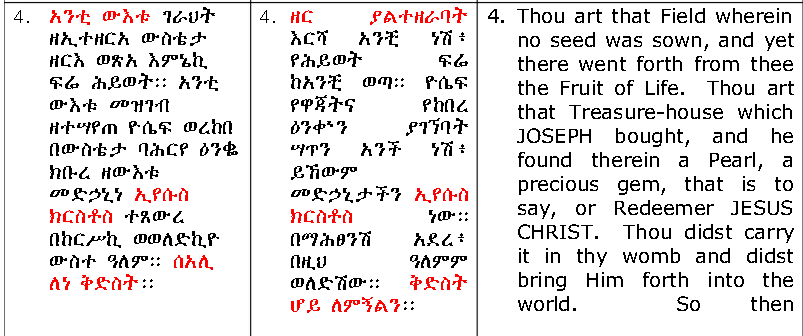 4. አንቲ ውእቱ ገራህት
ዘኢተዘርአ ውስቴታ
ዘርእ ወጽአ እምኔኪ
ፍሬ ሕይወት፡፡ አንቲ
ውእቱ መዝገብ
ዘተሣየጠ ዮሴፍ ወረከበ
በውስቴታ ባሕርየ ዕንቈ
ክቡረ ዘውእቱ
መድኃኒነ ኢየሱስ
ክርስቶስ ተጸውረ
በከርሥኪ ወወለድኪዮ
ውስተ ዓለም፡፡ ሰአሊ
ለነ ቅድስት፡፡
4. ዘር ያልተዘራባት
እርሻ አንቺ ነሽ፥
የሕይወት ፍሬ
ከአንቺ ወጣ፡፡ ዮሴፍ
የዋጃትና የከበረ
ዕንቍን ያገኘባት
ሣጥን አንች ነሽ፥
ይኸውም
መድኃኒታችን ኢየሱስ
ክርስቶስ ነው፡፡
በማሕፀንሽ አደረ፥
በዚህ ዓለምም
ወለድሽው፡፡ ቅድስት
ሆይ ለምኝልን፡፡
4. Thou art that Field wherein
no seed was sown, and yet
there went forth from thee
the Fruit of Life. Thou art
that Treasure-house which
JOSEPH bought, and he
found therein a Pearl, a
precious gem, that is to
say, or Redeemer JESUS
CHRIST. Thou didst carry
it in thy womb and didst
bring Him forth into the
world. So then